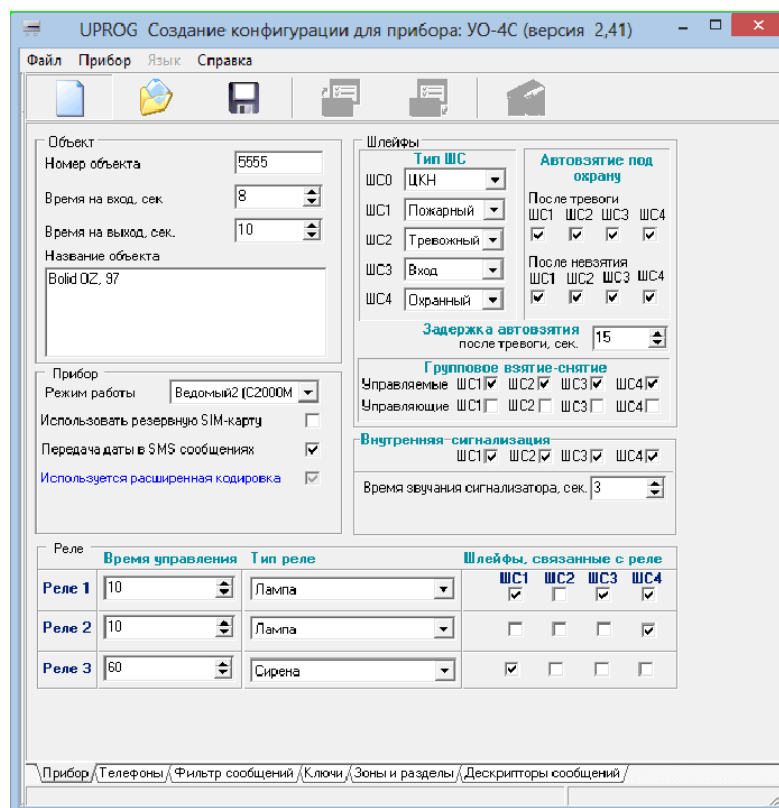 UPROG Создание конфигурации для прибора: УО-4С (версия 2,41)
Файл Прибор Язык Справка
Объект
Номер объекта 5555
Время на вход, сек 8
Время на выход, сек. 10
Название объекта
Bolid OZ, 97
Прибор
Режим работы Ведомый2 (С2000М
Использовать резервную SIM-карту
Передача даты в SMS сообщениях
Используется расширенная кодировка
Шлейфы
Тип ШС
ШС0 ЦКН
ШС1 Пожарный
ШС2 Тревожный
ШС3 Вход
ШС4 Охранный
Автовзятие под
охрану
После тревоги
ШС1 ШС2 ШС3 ШС4
После невзятия
ШС1 ШС2 ШС3 ШС4
Задержка автовзятия
после тревоги, сек. 15
Групповое взятие-снятие
Управляемые ШС1 ШС2 ШС3 ШС4
Управляющие ШС1 ШС2 ШС3 ШС4
Внутренняя сигнализация
ШС1 ШС2 ШС3 ШС4
Время звучания сигнализатора, сек. 3
Реле
Время управления Тип реле Шлейфы, связанные с реле
ШС1 ШС2 ШС3 ШС4
Реле 1 10 Лампа
Реле 2 10 Лампа
Реле 3 60 Сирена
Прибор Телефоны Фильтр сообщений Ключи Зоны и разделы Дескрипторы сообщений